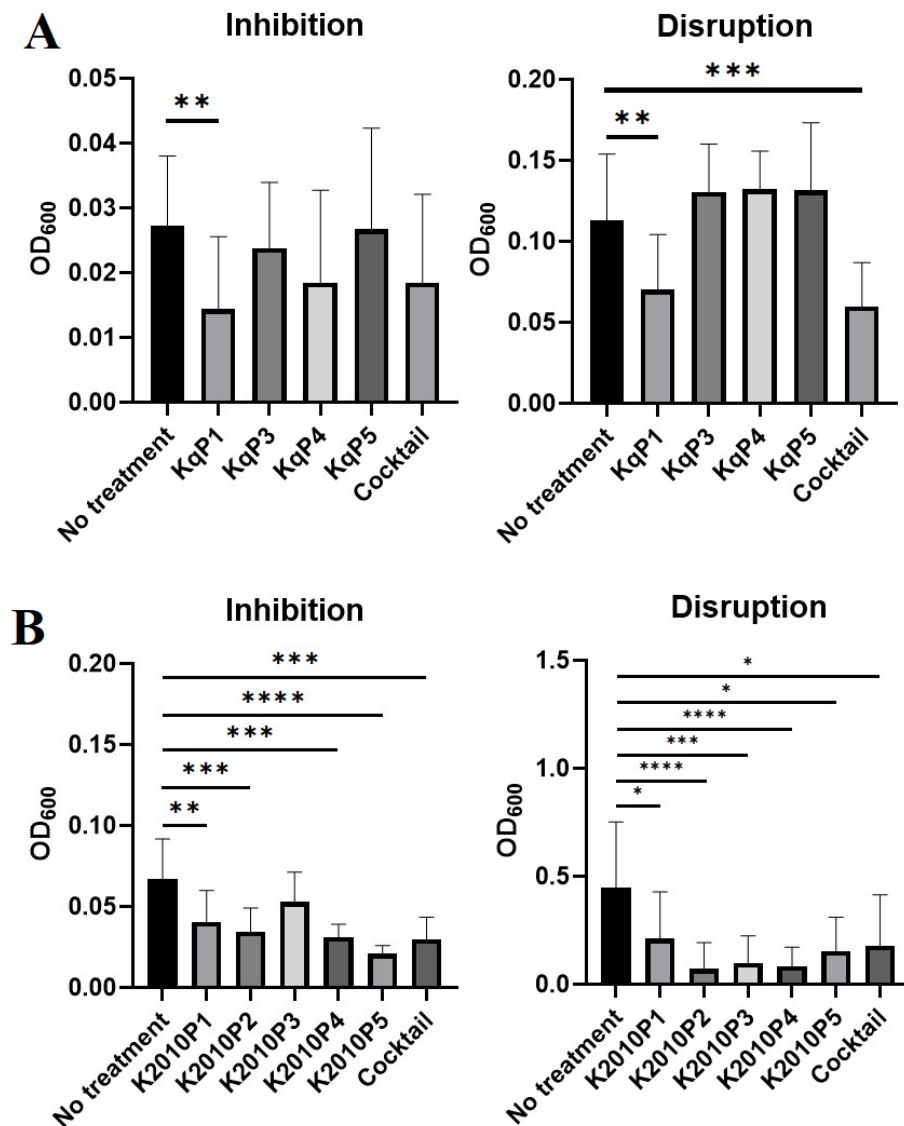 A
Inhibition
OD600
0.05
0.04
0.03
0.02
0.01
0.00
**
No treatment
KqP1
KqP3
KqP4
KqP5
Cocktail
Disruption
OD600
0.20
0.15
0.10
0.05
0.00
***
**
No treatment
KqP1
KqP3
KqP4
KqP5
Cocktail
B
Inhibition
OD600
0.20
0.15
0.10
0.05
0.00
***
****
***
***
**
No treatment
K2010P1
K2010P2
K2010P3
K2010P4
K2010P5
Cocktail
Disruption
OD600
1.5
1.0
0.5
0.0
*
*
****
***
****
*
No treatment
K2010P1
K2010P2
K2010P3
K2010P4
K2010P5
Cocktail